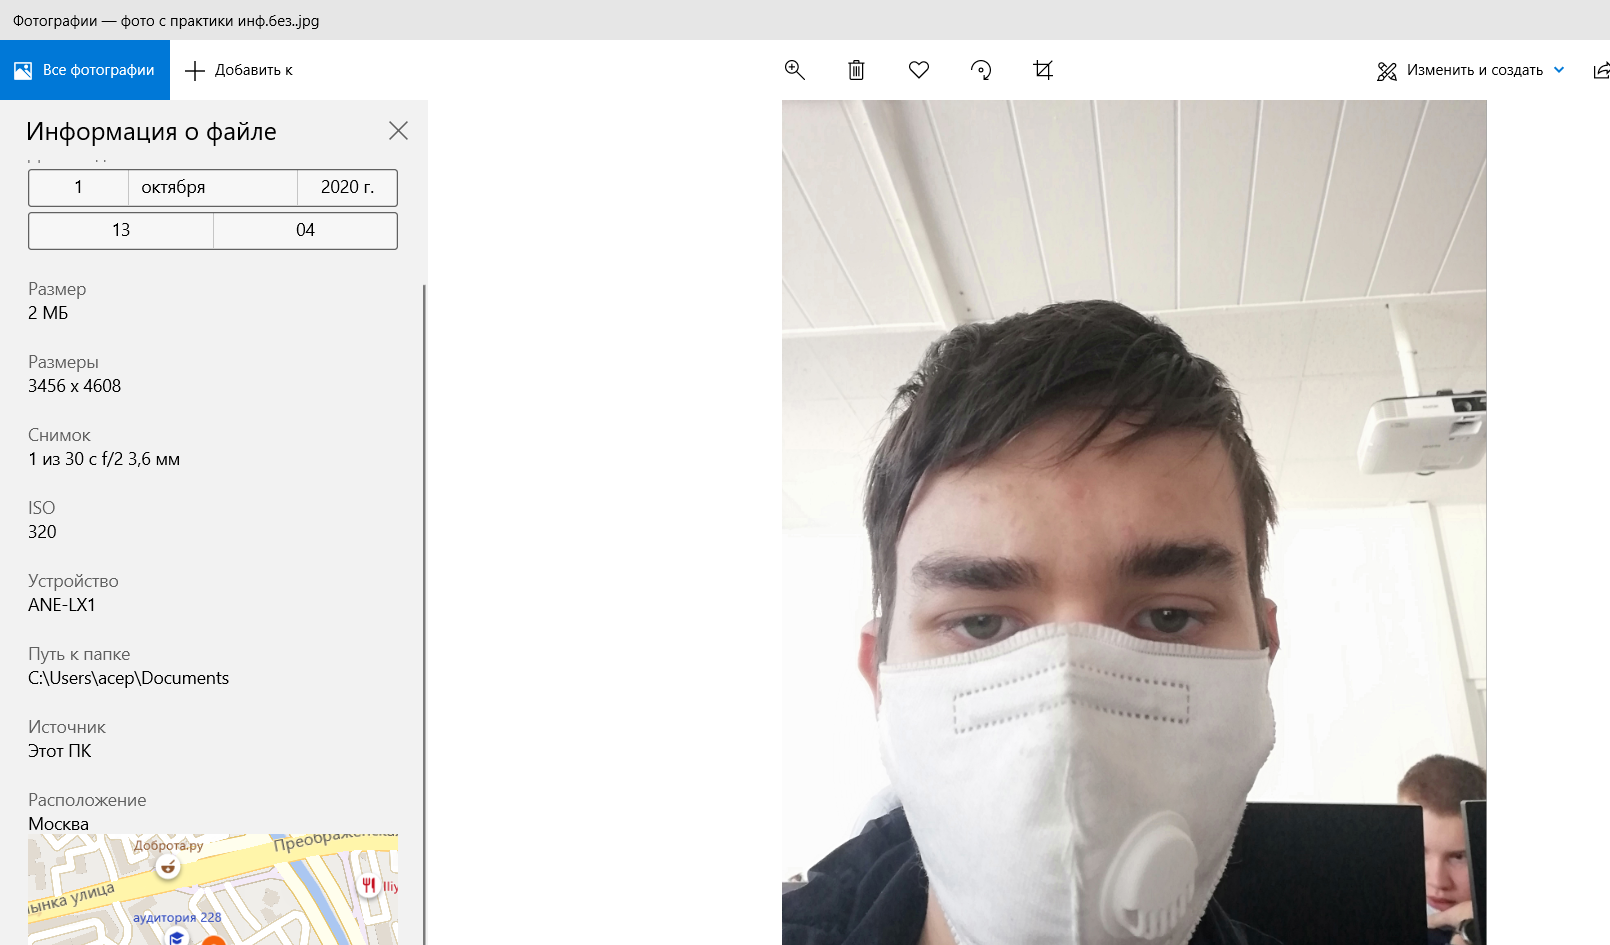 Фотографии — фото с практики инф.без..jpg
Все фотографии
Добавить к
Изменить и создать
Информация о файле
1 октября 2020 г.
13 04
Размер
2 МБ
Размеры
3456 x 4608
Снимок
1 из 30 с f/2 3,6 мм
ISO
320
Устройство
ANE-LX1
Путь к папке
C:\Users\acep\Documents
Источник
Этот ПК
Расположение
Москва
Доброта.ру
улица
аудитория 228